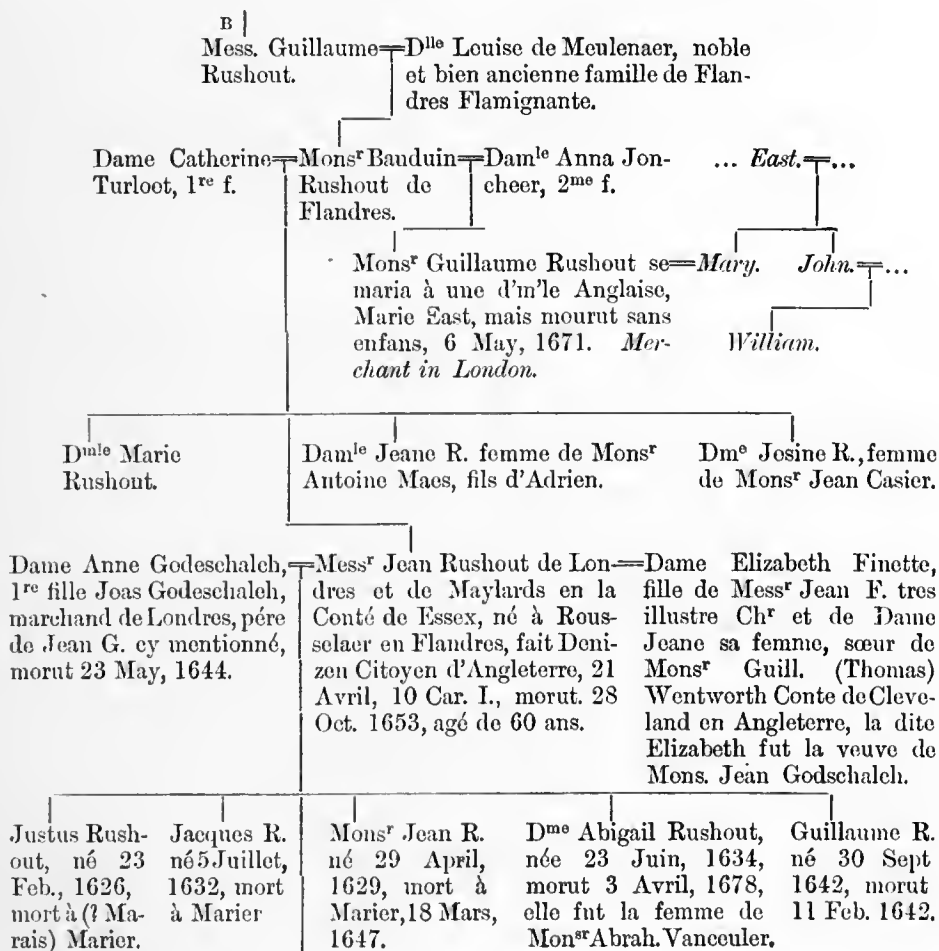 B
Mess. Guillaume
Rushout.
Dlle Louise de Meulenaer, noble
et bien ancienne famille de Flan-
dres Flamignante.
Dame Catherine
Turloet, 1re f.
Monsr Bauduin
Rushout de
Flandres.
Damle Anna Jon-
cheer, 2me f.
... East. ...
Monsr Guillaume Rushout se
maria à une d'm'le Anglaise,
Marie East, mais mourut sans
enfans, 6 May, 1671. Mer-
chant in London.
Mary.
John. ...
William.
Dmle Marie
Rushout.
Damle Jeane R. femme de Monsr
Antoine Maes, fils d'Adrien.
Dme Josine R., femme
de Monsr Jean Casier.
Dame Anne Godeschalch,
1re fille Joas Godeschalch,
marchand de Londres, pére
de Jean G. cy mentionné,
morut 23 May, 1644.
Messr Jean Rushout de Lon-
dres et de Maylards en la
Conté de Essex, né à Rous-
selaer en Flandres, fait Deni-
zen Citoyen d'Angleterre, 21
Avril, 10 Car. I., morut. 28
Oct. 1653, agé de 60 ans.
Dame Elizabeth Finette,
fille de Messr Jean F. tres
illustre Chr et de Dame
Jeane sa femme, sœur de
Monsr Guill. (Thomas)
Wentworth Conte de Cleve-
land en Angleterre, la dite
Elizabeth fut la veuve de
Mons. Jean Godschalch.
Justus Rush-
out, né 23
Feb., 1626,
mort à (? Ma-
rais) Marier.
Jacques R.
né 5 Juillet,
1632, mort
à Marier
Monsr Jean R.
né 29 April,
1629, mort à
Marier, 18 Mars,
1647.
Dme Abigail Rushout,
née 23 Juin, 1634,
morut 3 Avril, 1678,
elle fut la femme de
Monsr Abrah. Vanceuler.
Guillaume R.
né 30 Sept
1642, morut
11 Feb. 1642.